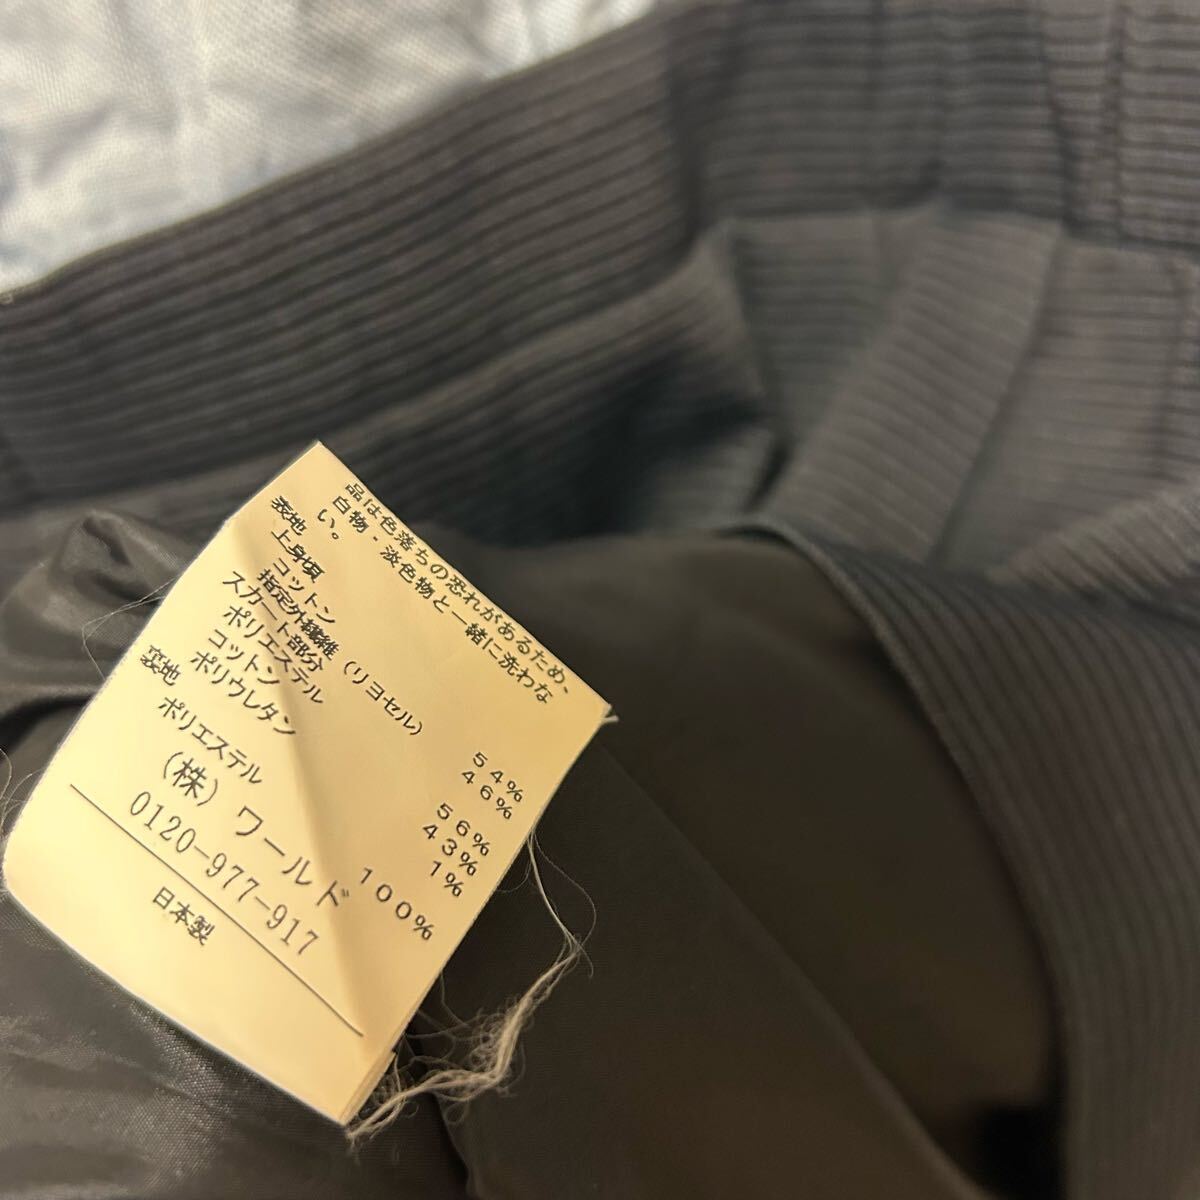 品は色落ちの恐れがあるため、
白物・淡色物と一緒に洗わな
い。
表地
上身頃
コットン 54%
指定外繊維（リヨセル） 46%
スカート部分
ポリエステル 56%
コットン 43%
ポリウレタン 1%
裏地
ポリエステル 100%
（株）ワールド
0120-977-917
日本製